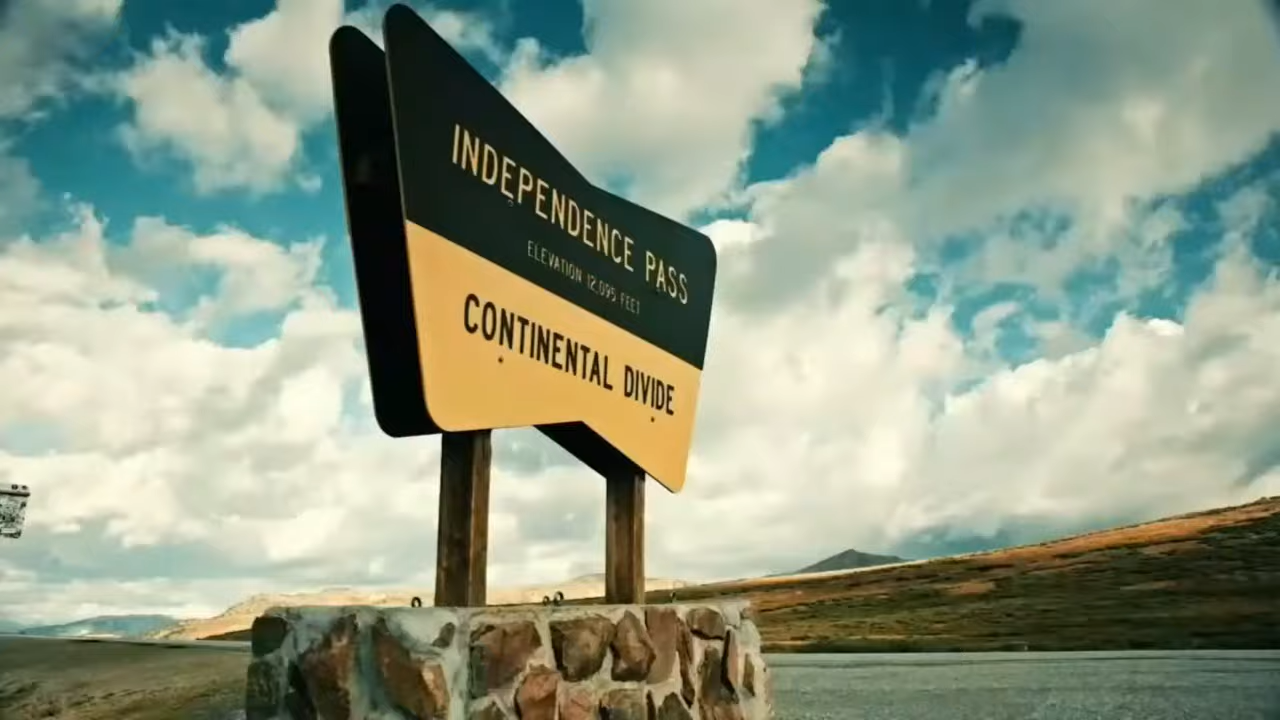 INDEPENDENCE PASS
ELEVATION 12,095 FEET
CONTINENTAL DIVIDE